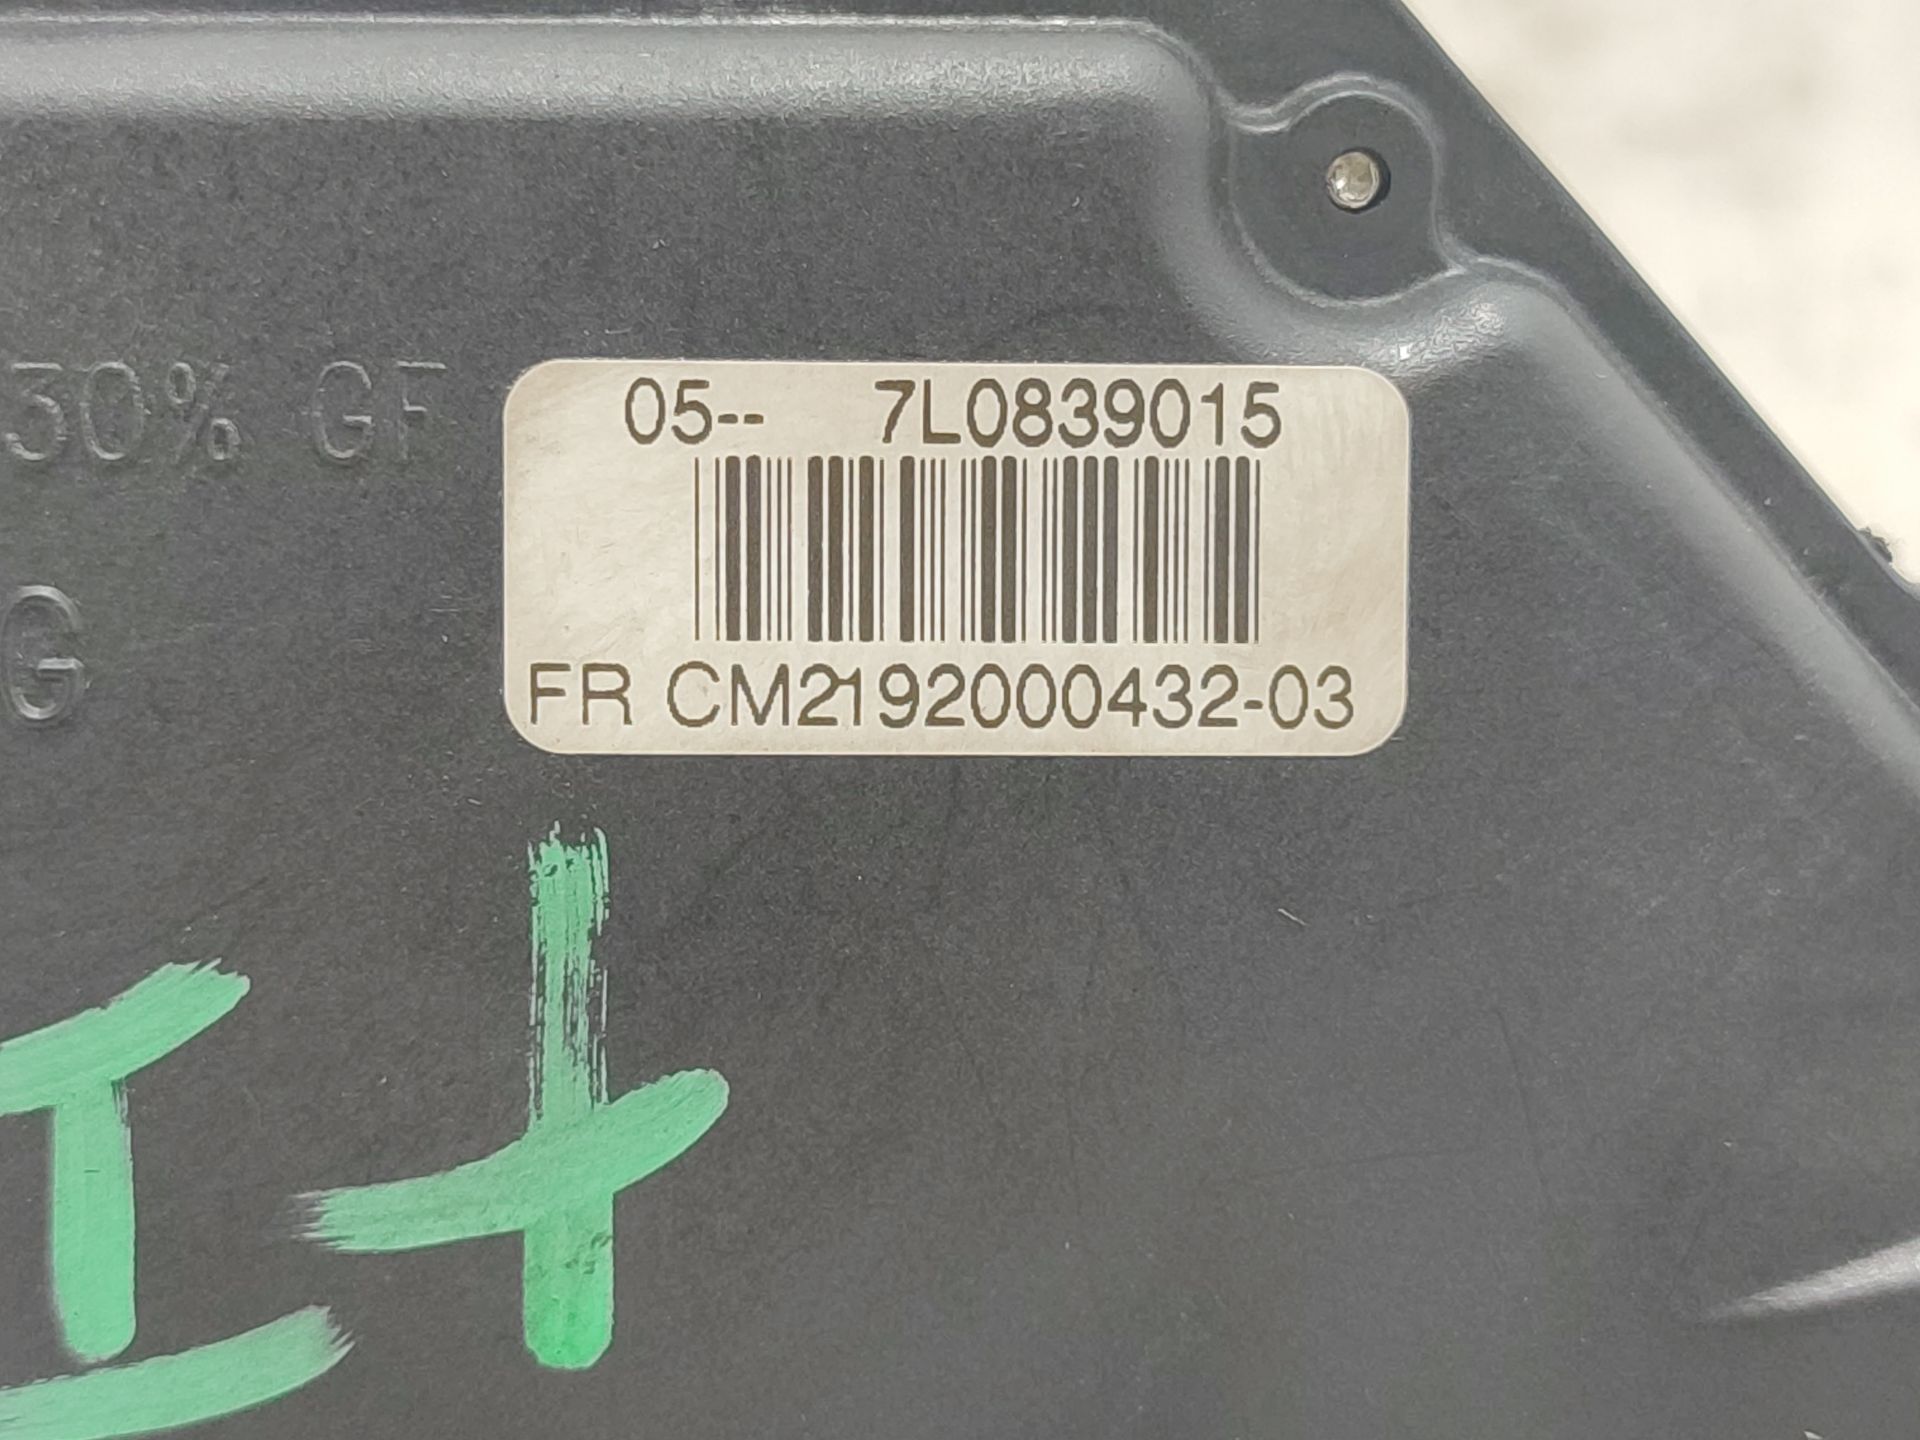 05-- 7L0839015
30% GF
FR CM2192000432-03
G
I +